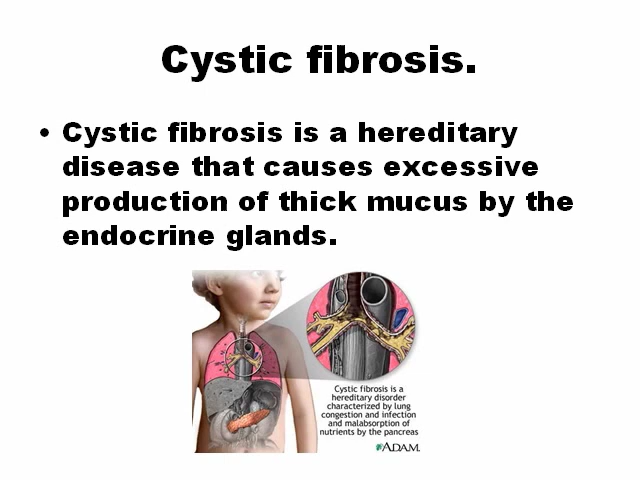 Cystic fibrosis.
• Cystic fibrosis is a hereditary
disease that causes excessive
production of thick mucus by the
endocrine glands.
Cystic fibrosis is a
hereditary disorder
characterized by lung
congestion and infection
and malabsorption of
nutrients by the pancreas
ADAM.